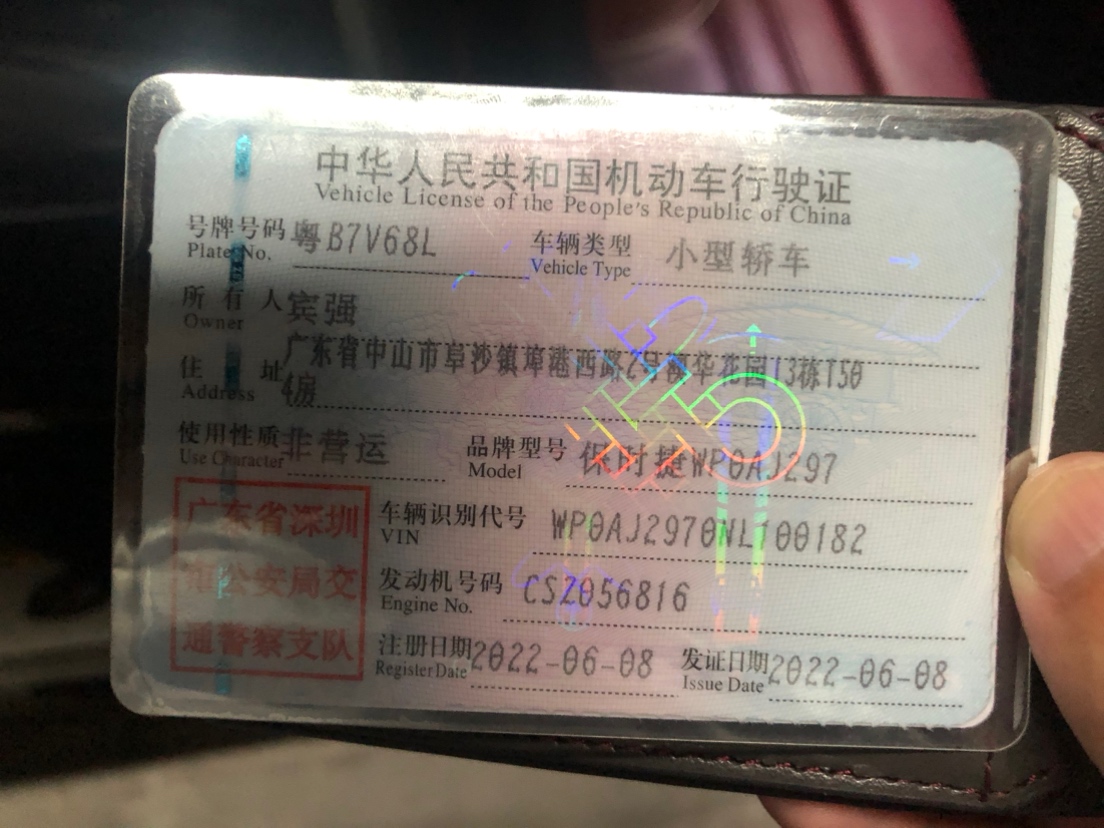 中华人民共和国机动车行驶证
Vehicle License of the People's Republic of China
号牌号码 粤B7V68L 车辆类型 小型轿车
Plate No. Vehicle Type
所有人 宾强
Owner
住址 广东省中山市阜沙镇埠港西路2号富华花园13栋T50
Address 4房
使用性质 非营运 品牌型号 保时捷WP0AJ297
Use Character Model
广东省深圳
市公安局交
通警察支队
车辆识别代号 WP0AJ2970NL100182
VIN
发动机号码 CSZ056816
Engine No.
注册日期 2022-06-08 发证日期 2022-06-08
Register Date Issue Date